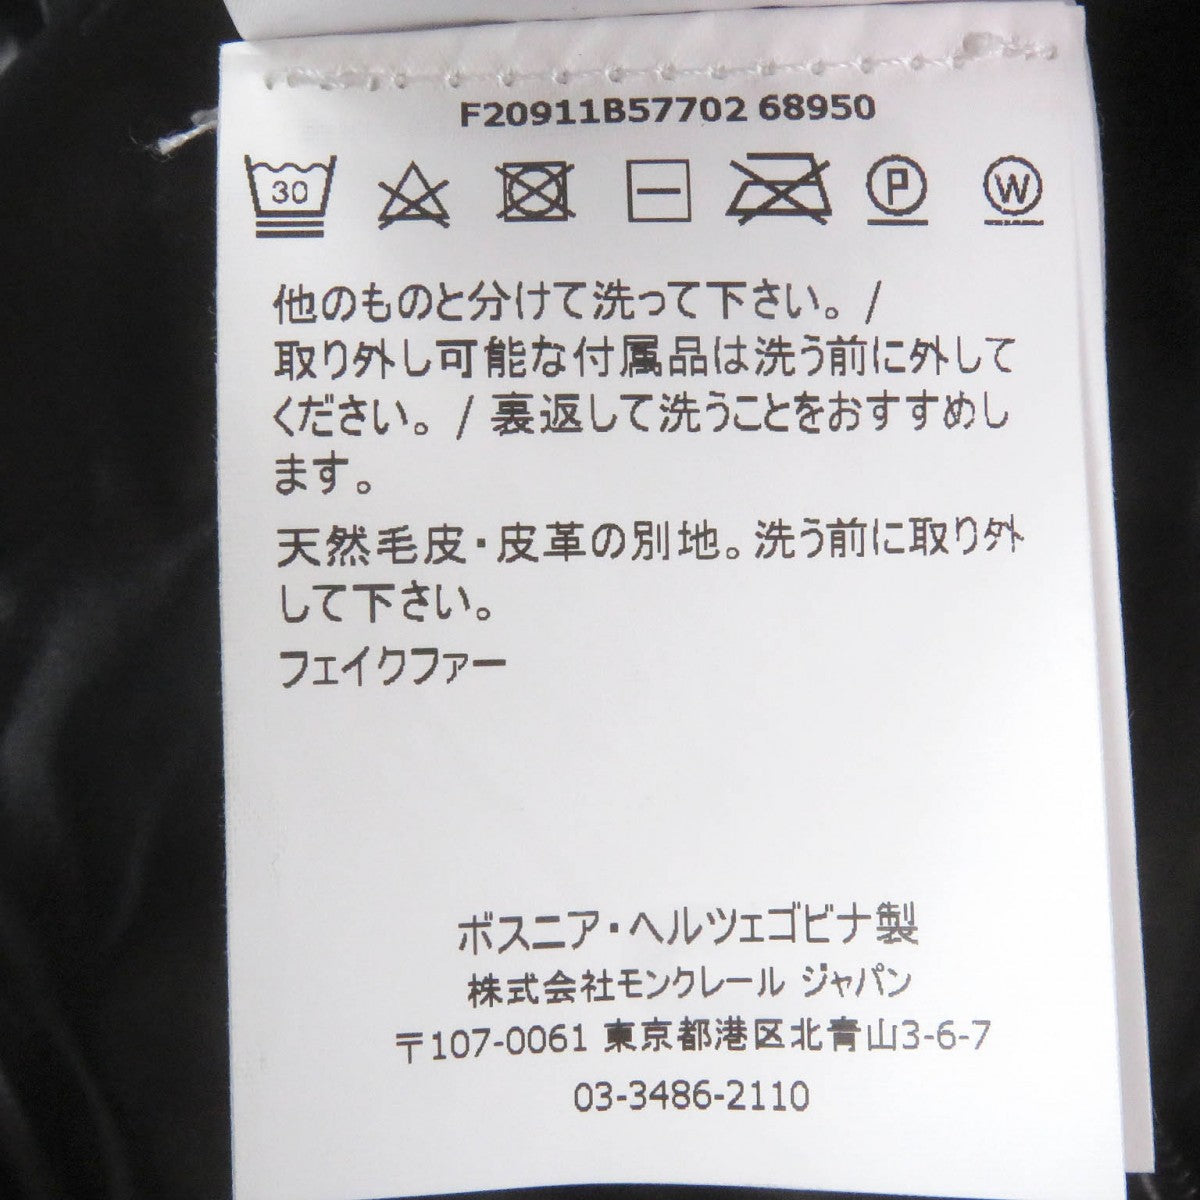 F20911B57702 68950
30 P W
他のものと分けて洗って下さい。 /
取り外し可能な付属品は洗う前に外して
ください。 / 裏返して洗うことをおすすめし
ます。
天然毛皮・皮革の別地。洗う前に取り外
して下さい。
フェイクファー
ボスニア・ヘルツェゴビナ製
株式会社モンクレール ジャパン
〒107-0061 東京都港区北青山3-6-7
03-3486-2110